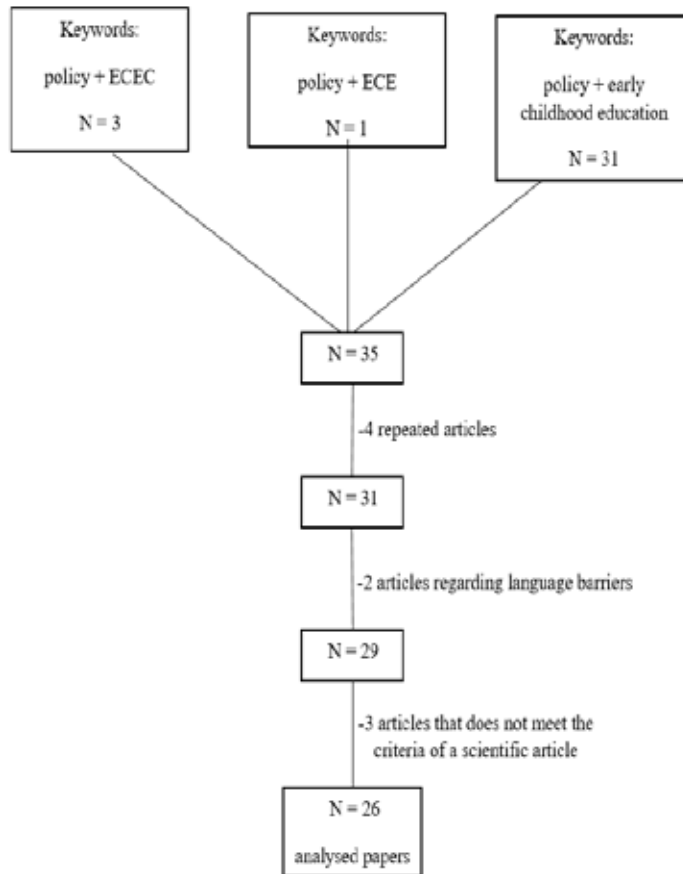 Keywords:
policy + ECEC
N = 3
Keywords:
policy + ECE
N = 1
Keywords:
policy + early
childhood education
N = 31
N = 35
-4 repeated articles
N = 31
-2 articles regarding language barriers
N = 29
-3 articles that does not meet the
criteria of a scientific article
N = 26
analysed papers